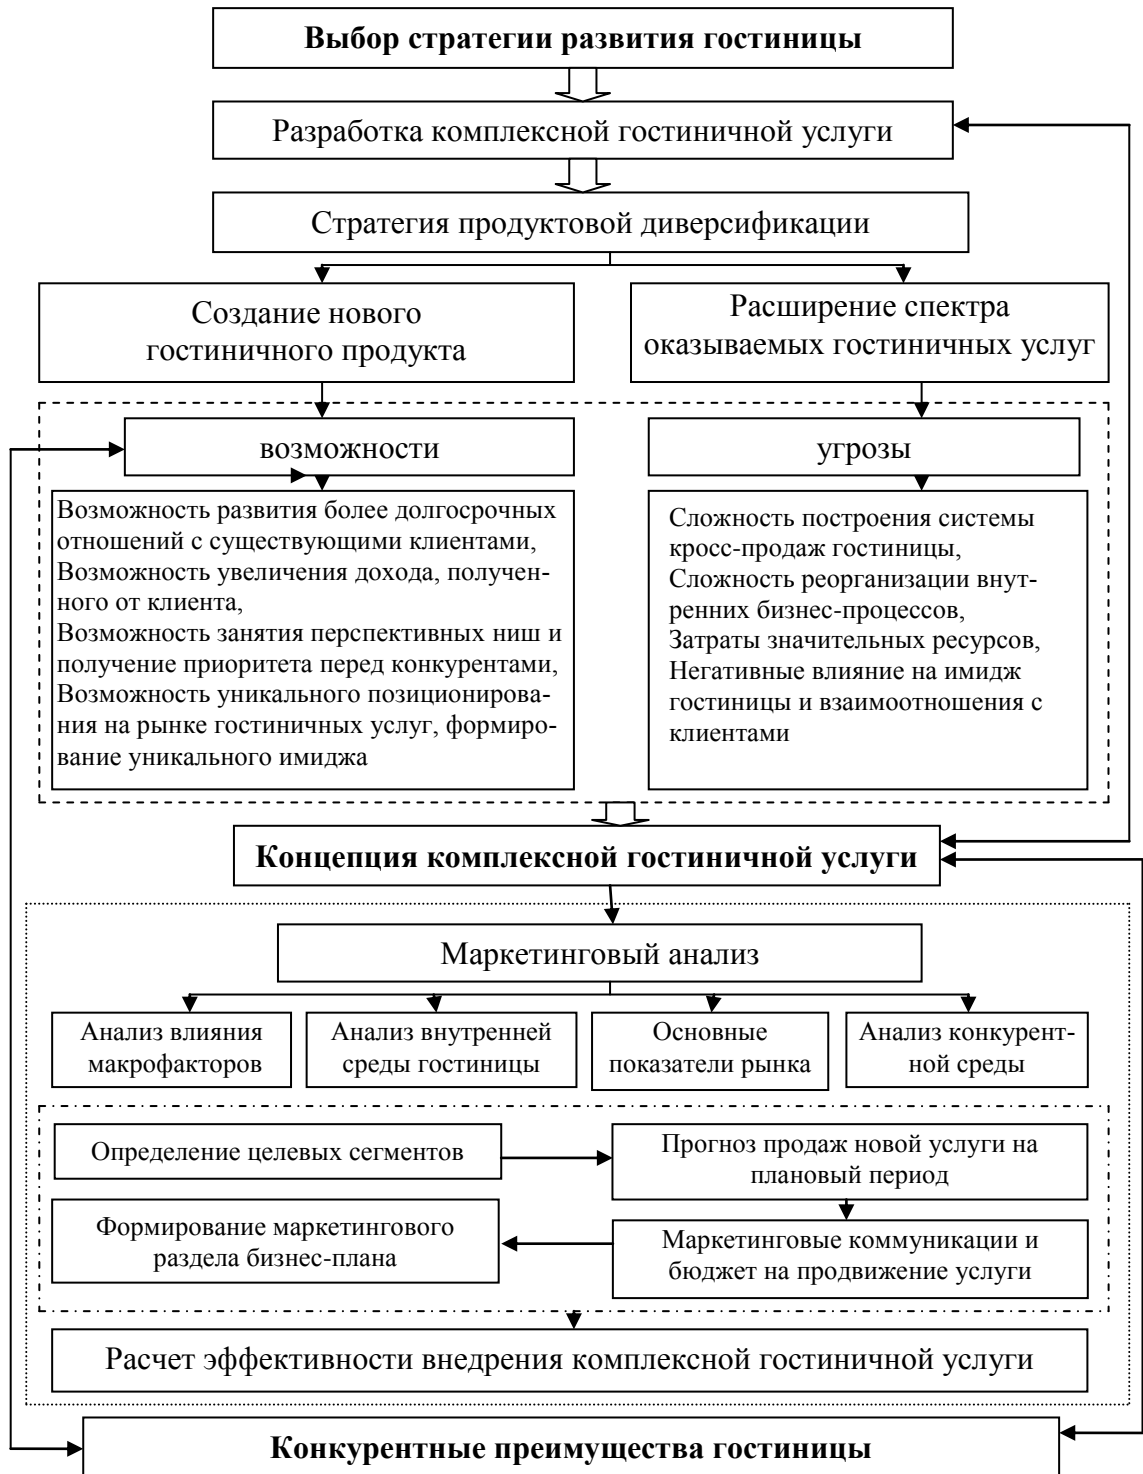 Выбор стратегии развития гостиницы
Разработка комплексной гостиничной услуги
Стратегия продуктовой диверсификации
Создание нового
гостиничного продукта
Расширение спектра
оказываемых гостиничных услуг
возможности
угрозы
Возможность развития более долгосрочных
отношений с существующими клиентами,
Возможность увеличения дохода, получен-
ного от клиента,
Возможность занятия перспективных ниш и
получение приоритета перед конкурентами,
Возможность уникального позиционирова-
ния на рынке гостиничных услуг, формиро-
вание уникального имиджа
Сложность построения системы
кросс-продаж гостиницы,
Сложность реорганизации внут-
ренних бизнес-процессов,
Затраты значительных ресурсов,
Негативные влияние на имидж
гостиницы и взаимоотношения с
клиентами
Концепция комплексной гостиничной услуги
Маркетинговый анализ
Анализ влияния
макрофакторов
Анализ внутренней
среды гостиницы
Основные
показатели рынка
Анализ конкурент-
ной среды
Определение целевых сегментов
Прогноз продаж новой услуги на
плановый период
Формирование маркетингового
раздела бизнес-плана
Маркетинговые коммуникации и
бюджет на продвижение услуги
Расчет эффективности внедрения комплексной гостиничной услуги
Конкурентные преимущества гостиницы